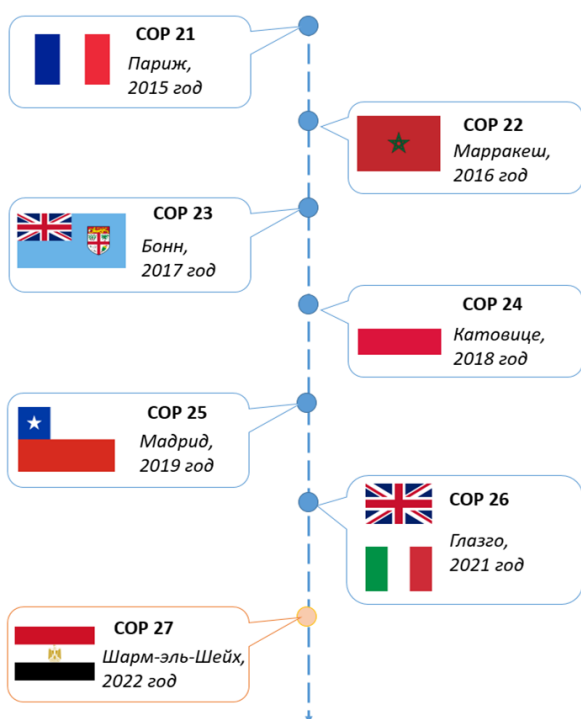 COP 21
Париж,
2015 год
COP 22
Марракеш,
2016 год
COP 23
Бонн,
2017 год
COP 24
Катовице,
2018 год
COP 25
Мадрид,
2019 год
COP 26
Глазго,
2021 год
COP 27
Шарм-эль-Шейх,
2022 год